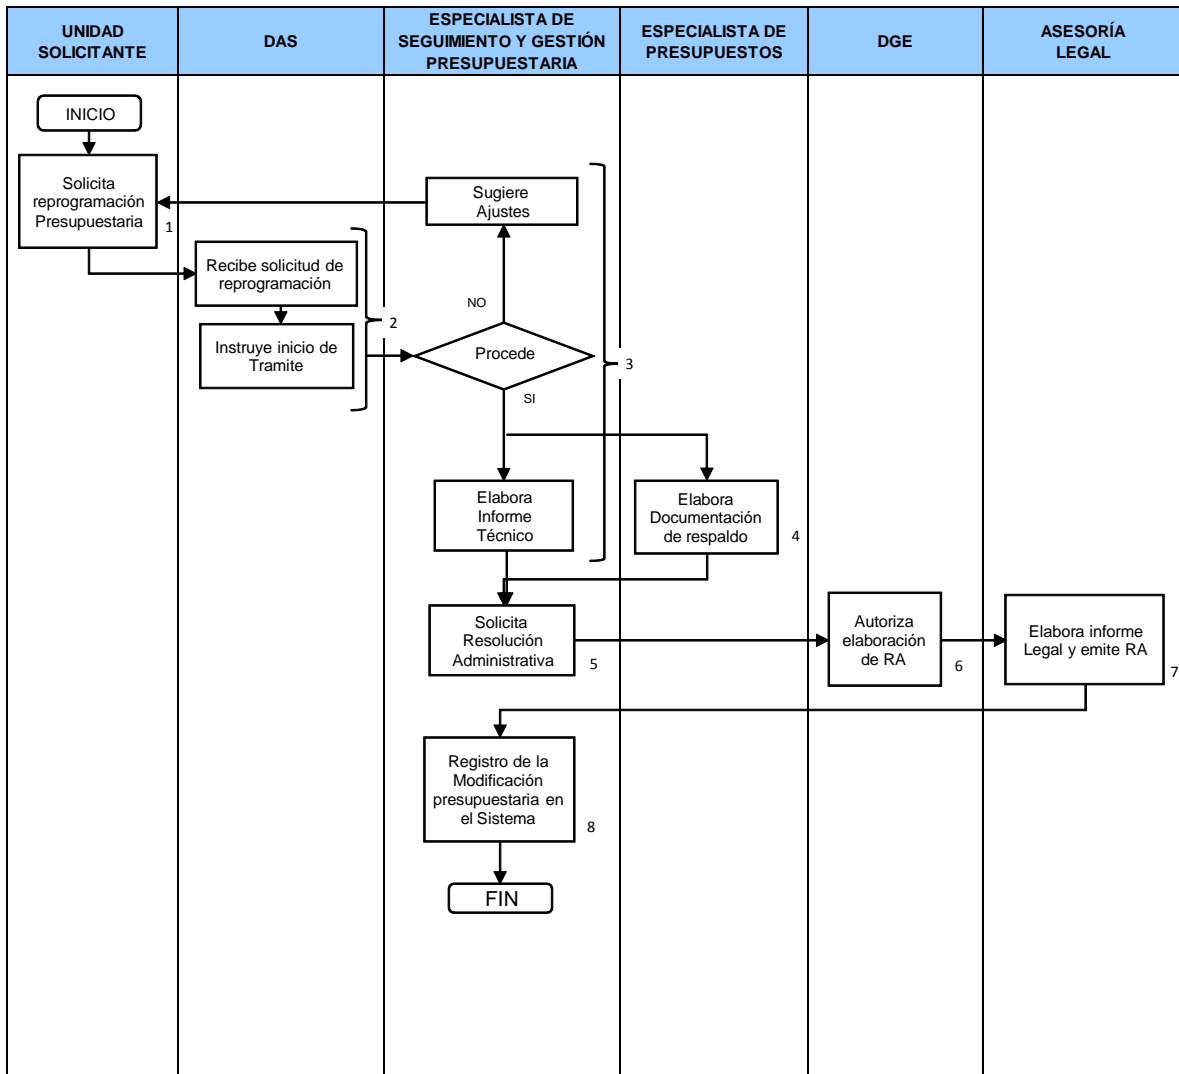 UNIDAD
SOLICITANTE
DAS
ESPECIALISTA DE
SEGUIMIENTO Y GESTIÓN
PRESUPUESTARIA
ESPECIALISTA DE
PRESUPUESTOS
DGE
ASESORÍA
LEGAL
INICIO
Solicita
reprogramación
Presupuestaria
1
Sugiere
Ajustes
Recibe solicitud de
reprogramación
Instruye inicio de
Tramite
2
NO
Procede
3
SI
Elabora
Informe
Técnico
Elabora
Documentación
de respaldo
4
Solicita
Resolución
Administrativa
5
Autoriza
elaboración
de RA
6
Elabora informe
Legal y emite RA
7
Registro de la
Modificación
presupuestaria en
el Sistema
8
FIN